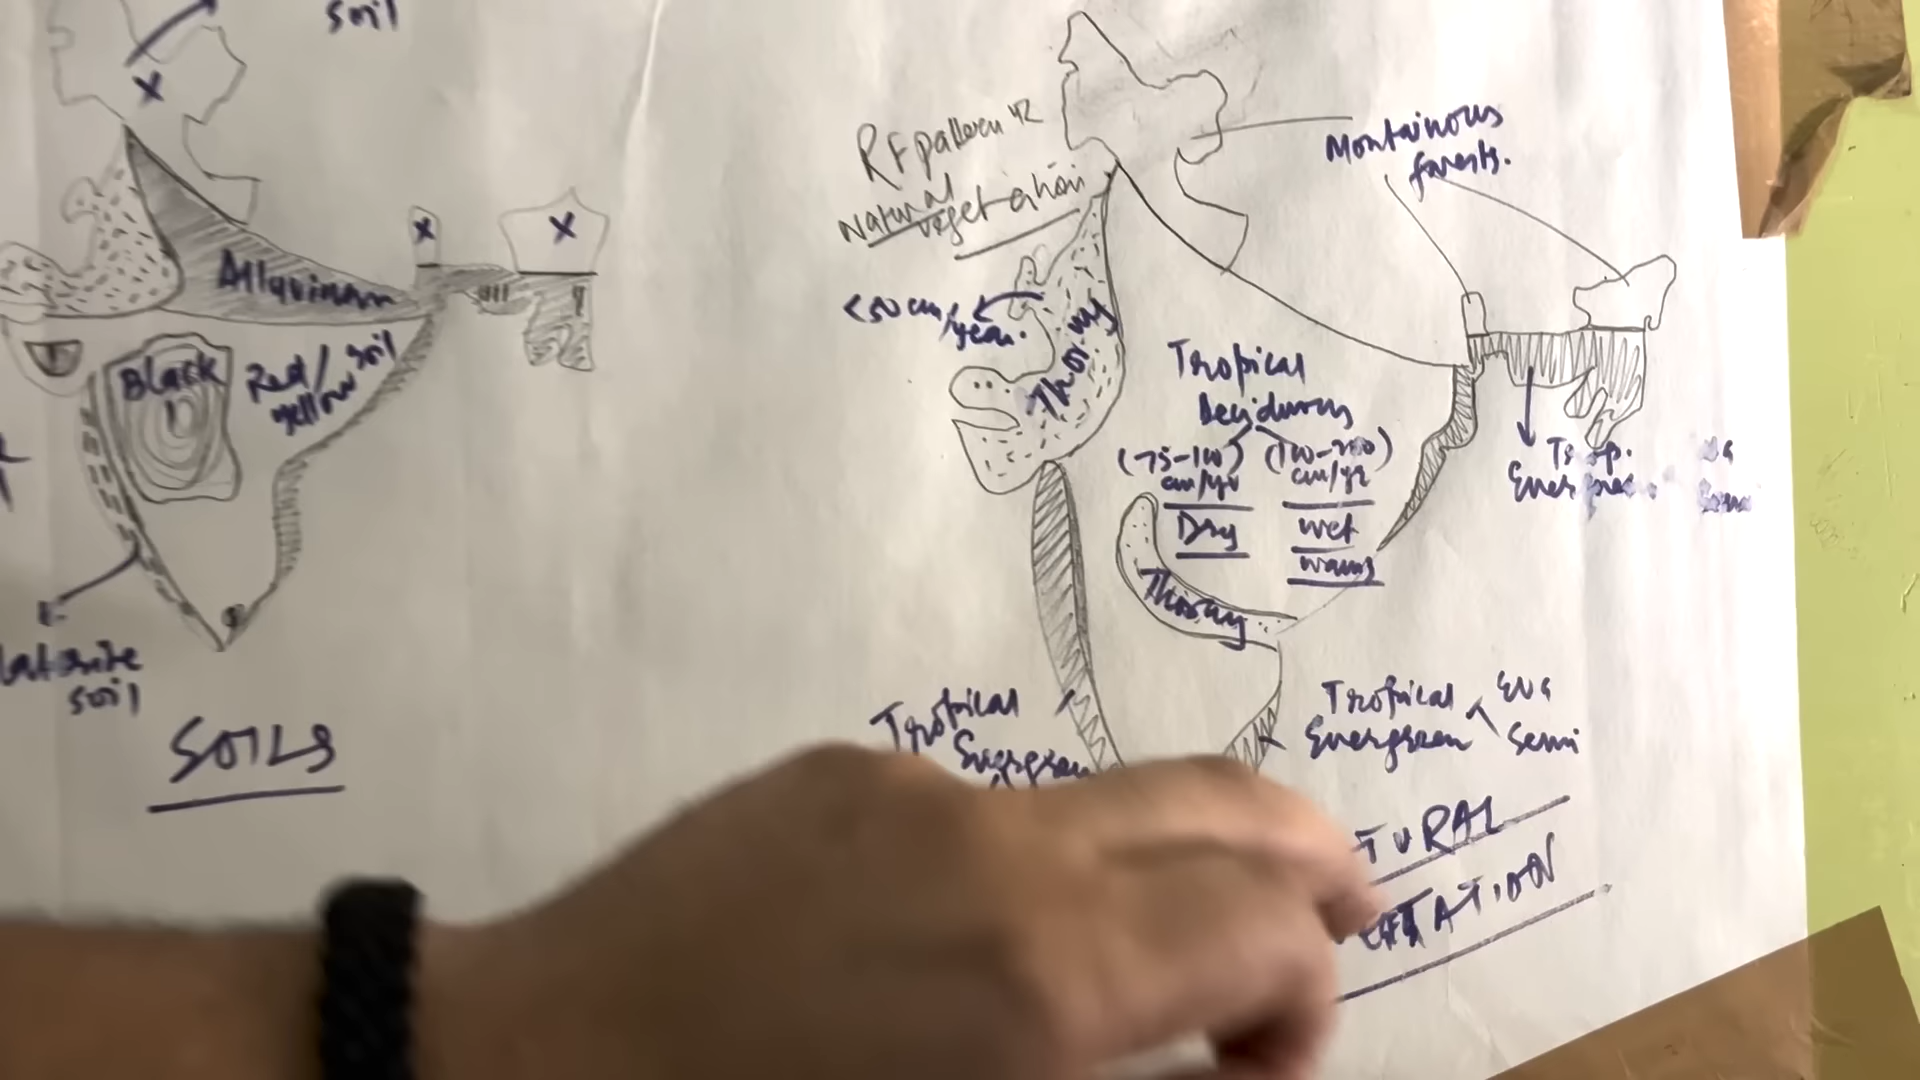 soil
X
X
X
Alluvium
Black
Red/
yellow soil
soil
SOILS
RF pattern
natural
vegetation
<50 cm/
year.
Thorny
Montainous
forests.
Tropical
Deciduous
(75-100)
cm/yr
(100-200)
cm/yr
Dry
wet
Thorny
Trop.
Evergreen
Tropical
Evergreen
Tropical
Evergreen
Semi
TURAL
ETATION